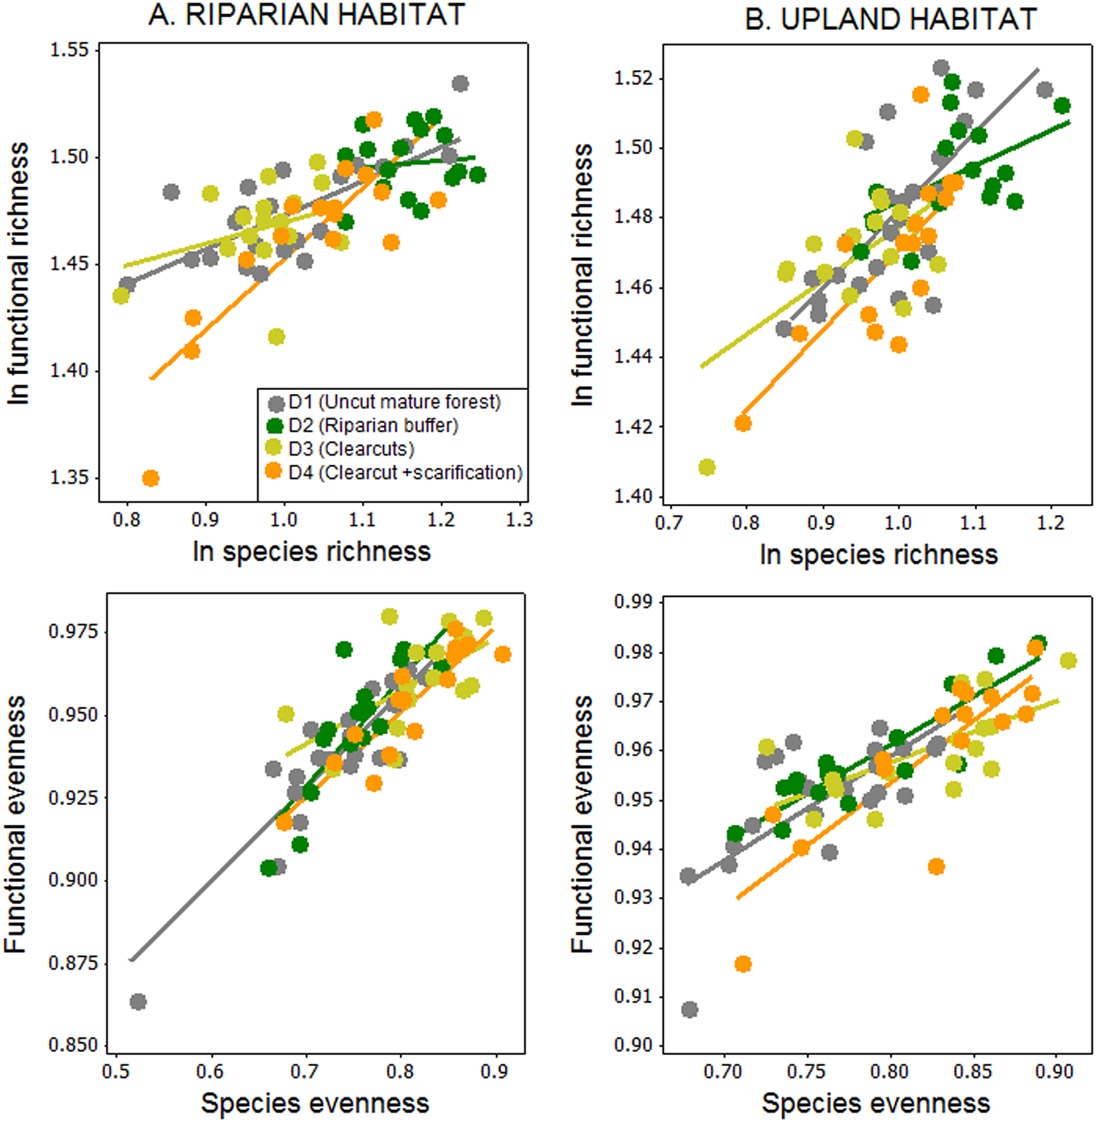 A. RIPARIAN HABITAT
B. UPLAND HABITAT
ln functional richness
1.55
1.50
1.45
1.40
1.35
D1 (Uncut mature forest)
D2 (Riparian buffer)
D3 (Clearcuts)
D4 (Clearcut +scarification)
0.8 0.9 1.0 1.1 1.2 1.3
ln species richness
ln functional richness
1.52
1.50
1.48
1.46
1.44
1.42
1.40
0.7 0.8 0.9 1.0 1.1 1.2
ln species richness
Functional evenness
0.975
0.950
0.925
0.900
0.875
0.850
0.5 0.6 0.7 0.8 0.9
Species evenness
Functional evenness
0.99
0.98
0.97
0.96
0.95
0.94
0.93
0.92
0.91
0.90
0.70 0.75 0.80 0.85 0.90
Species evenness